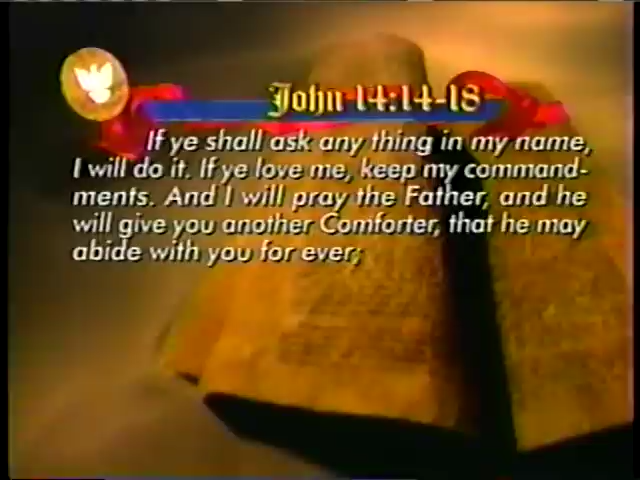 John 14:14-18
If ye shall ask any thing in my name,
I will do it. If ye love me, keep my command-
ments. And I will pray the Father, and he
will give you another Comforter, that he may
abide with you for ever;